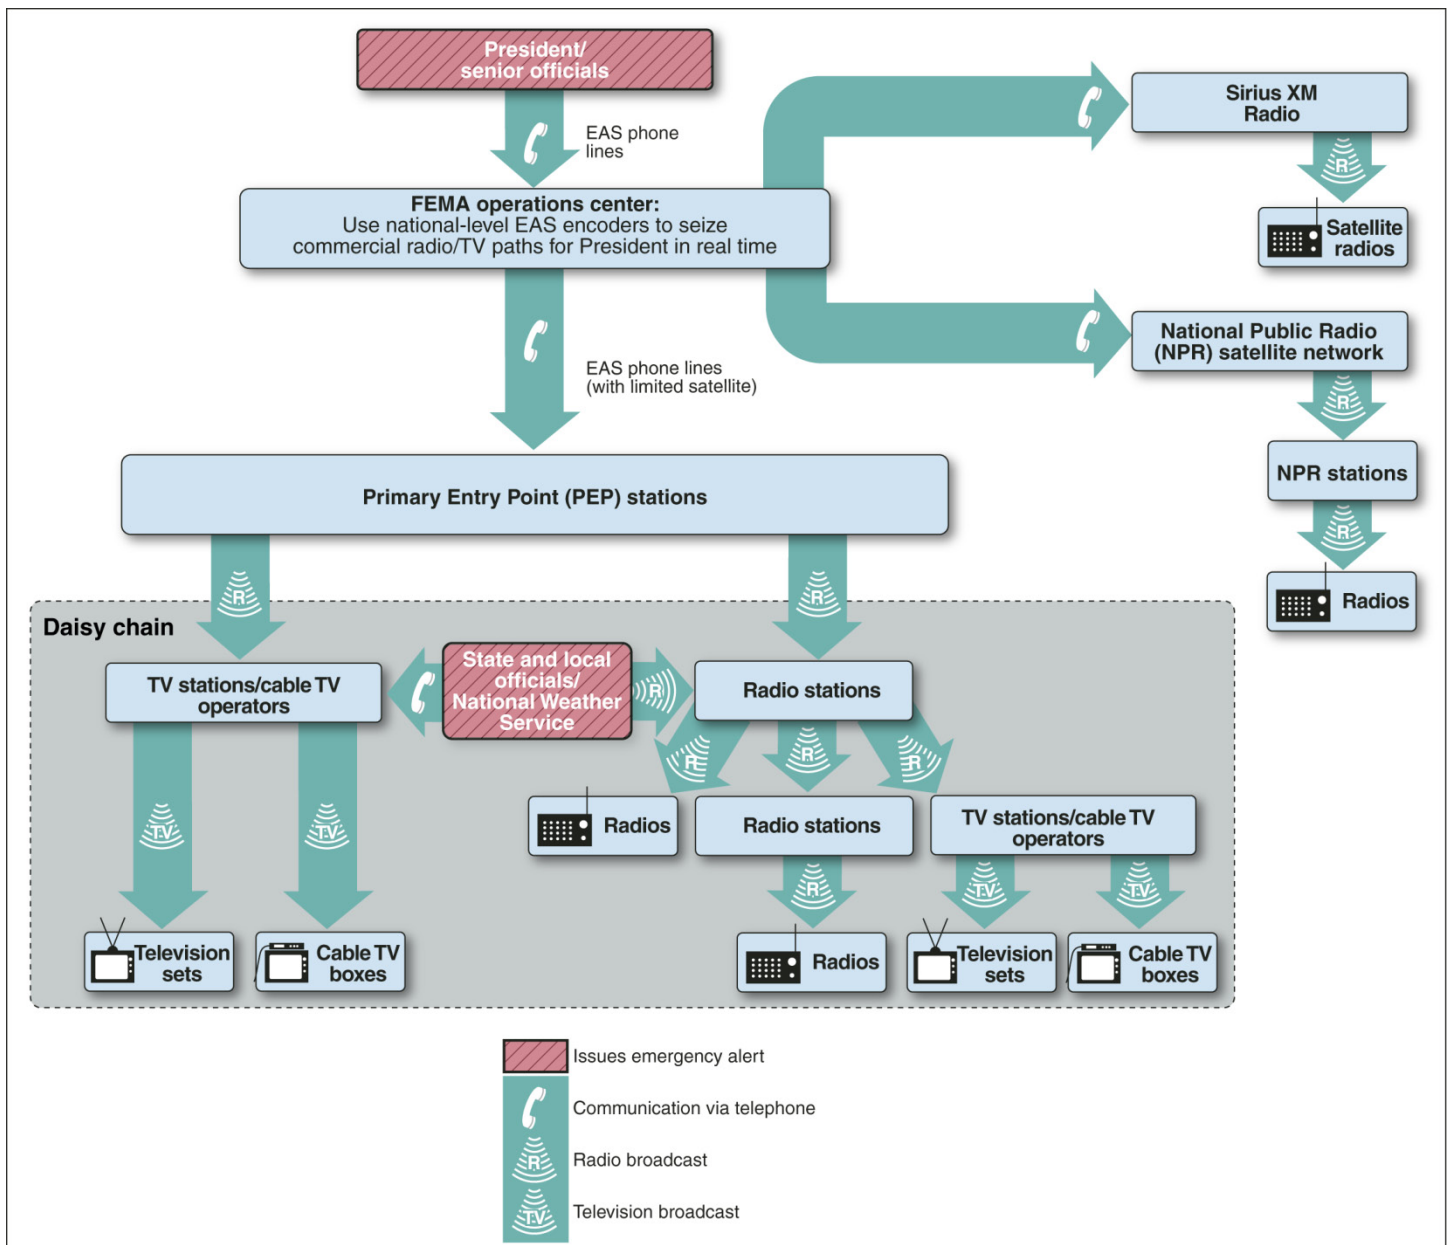 President/
senior officials
EAS phone
lines
FEMA operations center:
Use national-level EAS encoders to seize
commercial radio/TV paths for President in real time
Sirius XM
Radio
R
Satellite
radios
National Public Radio
(NPR) satellite network
R
NPR stations
R
Radios
EAS phone lines
(with limited satellite)
Primary Entry Point (PEP) stations
R
R
Daisy chain
TV stations/cable TV
operators
State and local
officials/
National Weather
Service
R
Radio stations
R
R
R
TV
TV
Radios
Radio stations
TV stations/cable TV
operators
R
TV
TV
Television
sets
Cable TV
boxes
Radios
Television
sets
Cable TV
boxes
Issues emergency alert
Communication via telephone
R
Radio broadcast
TV
Television broadcast